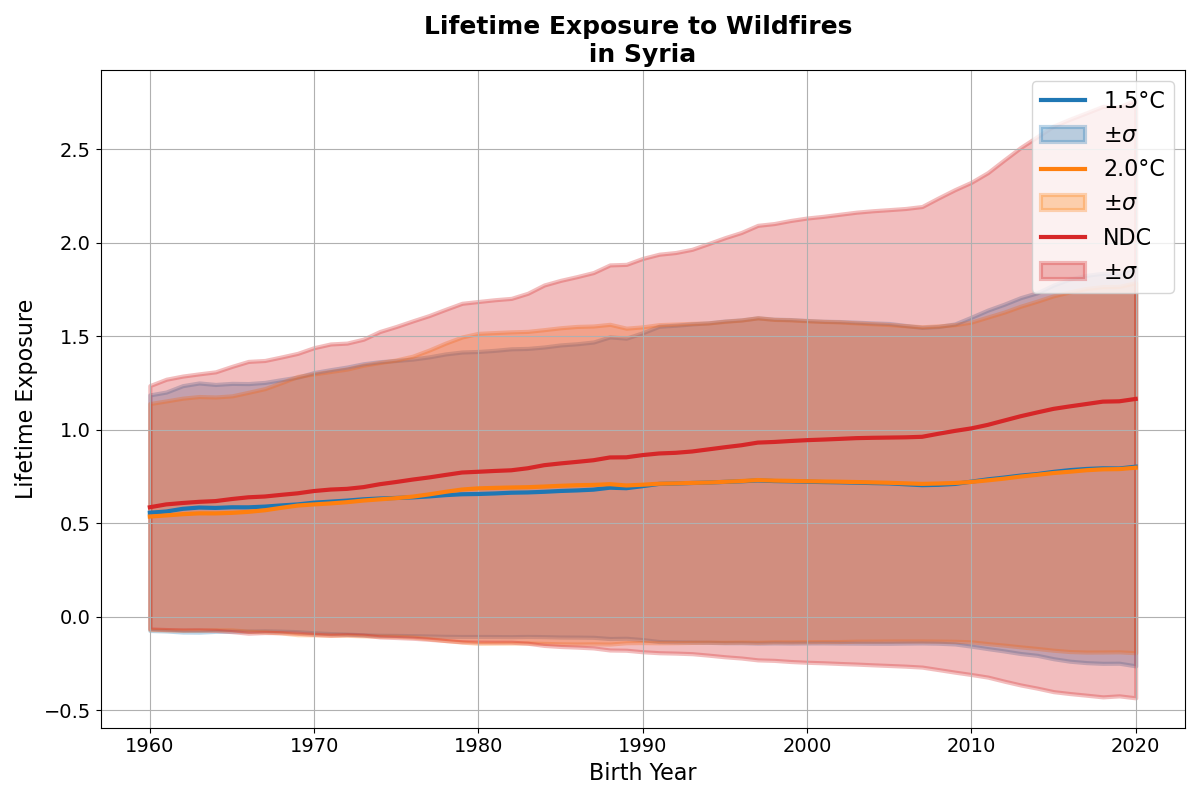 Lifetime Exposure to Wildfires
in Syria
1.5°C
±σ
2.0°C
±σ
NDC
±σ
Lifetime Exposure
2.5
2.0
1.5
1.0
0.5
0.0
−0.5
1960 1970 1980 1990 2000 2010 2020
Birth Year